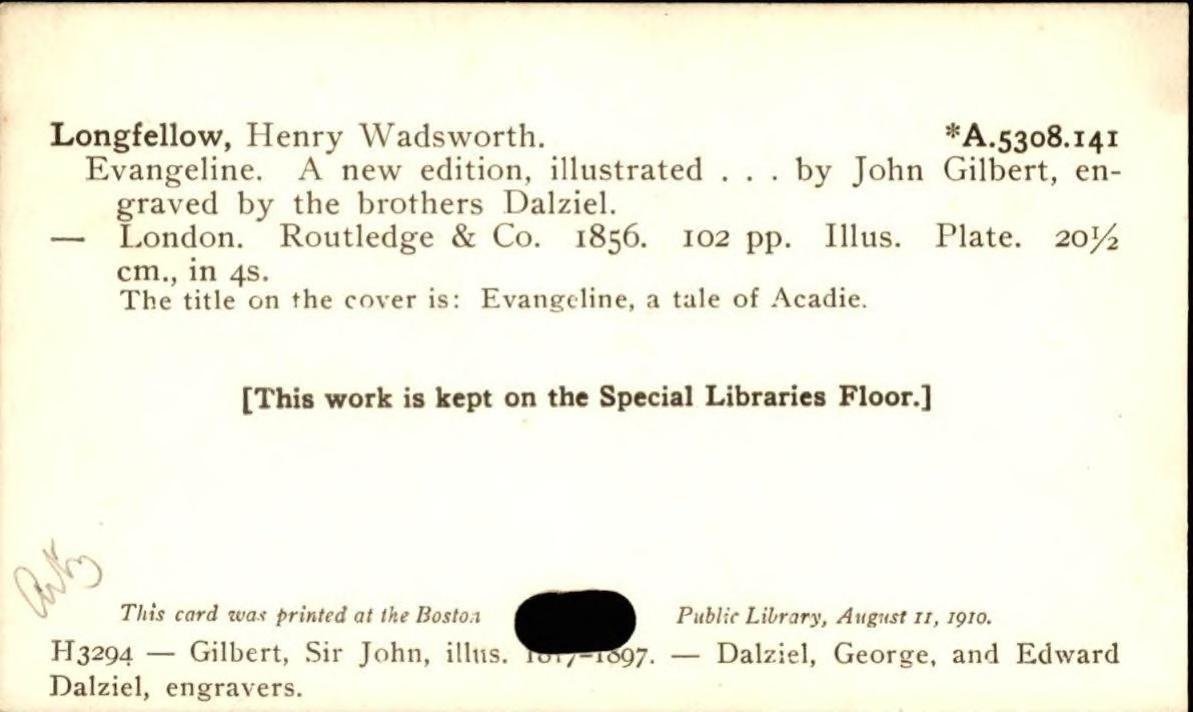 Longfellow, Henry Wadsworth. *A.5308.141
Evangeline. A new edition, illustrated . . . by John Gilbert, en-
graved by the brothers Dalziel.
— London. Routledge & Co. 1856. 102 pp. Illus. Plate. 20½
cm., in 4s.
The title on the cover is: Evangeline, a tale of Acadie.
[This work is kept on the Special Libraries Floor.]
This card was printed at the Boston Public Library, August 11, 1910.
H3294 — Gilbert, Sir John, illus. 1817–1897. — Dalziel, George, and Edward
Dalziel, engravers.